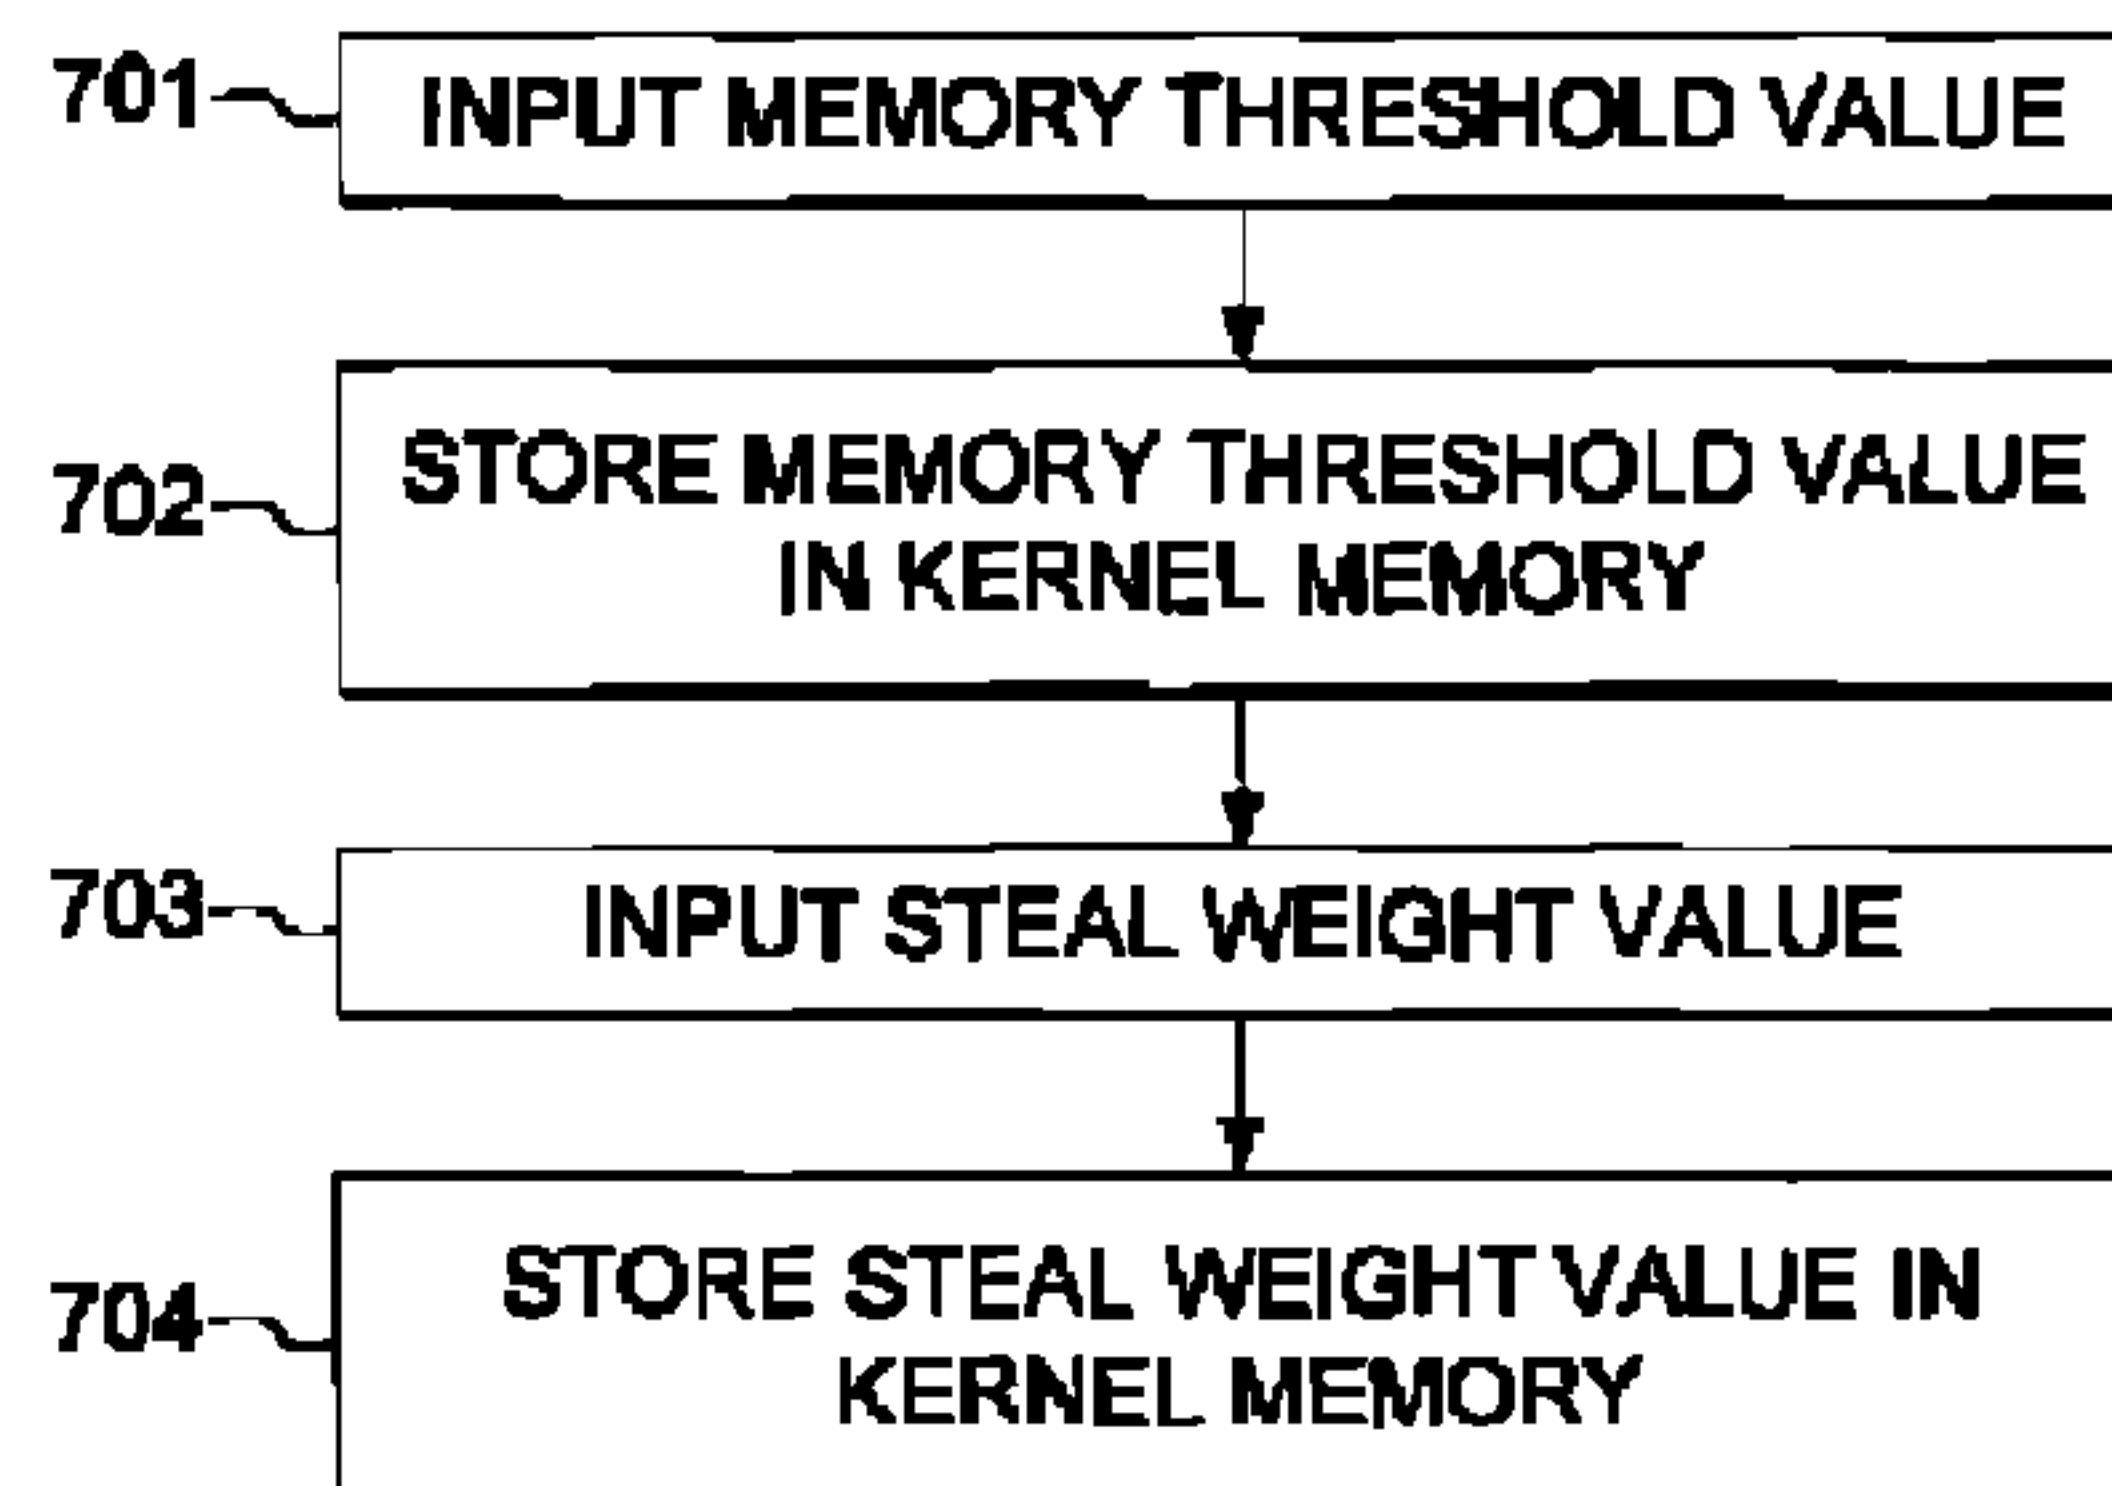 701
INPUT MEMORY THRESHOLD VALUE
702
STORE MEMORY THRESHOLD VALUE
IN KERNEL MEMORY
703
INPUT STEAL WEIGHT VALUE
704
STORE STEAL WEIGHT VALUE IN
KERNEL MEMORY